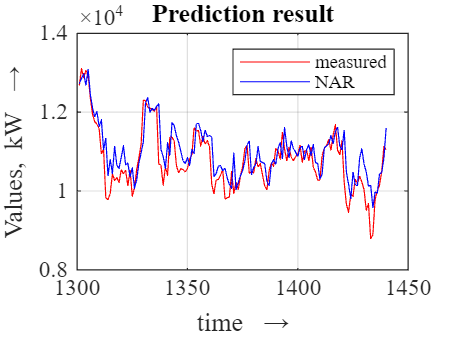 ×10⁴ Prediction result
1.4
measured
NAR
1.2
Values, kW →
1
0.8
1300 1350 1400 1450
time →